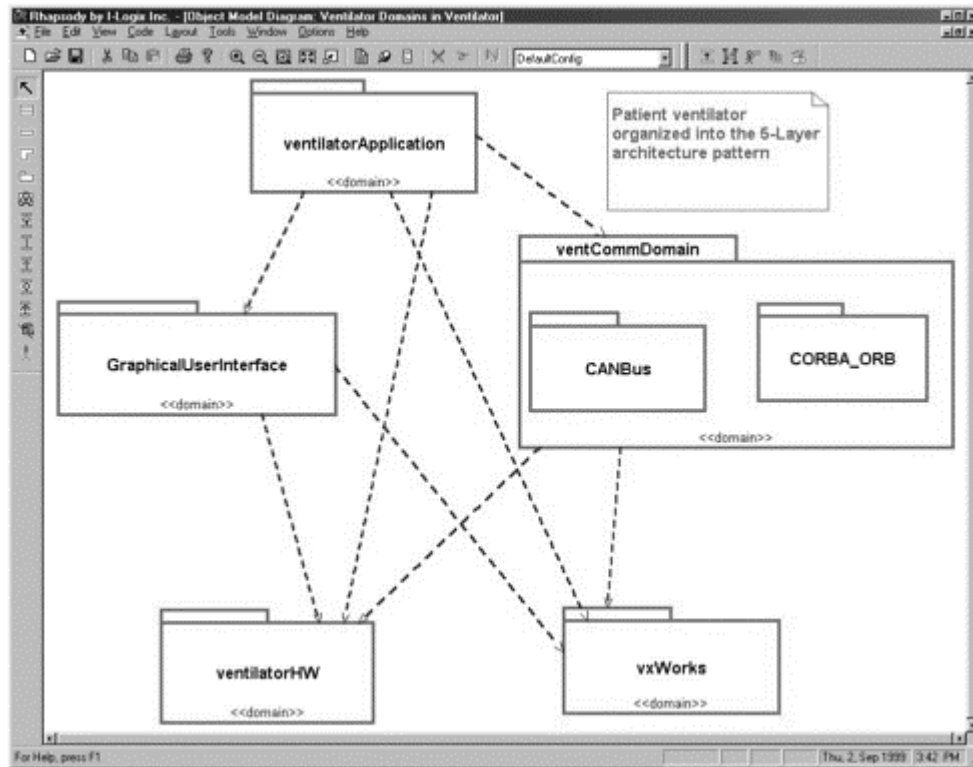 Rhapsody by I-Logix Inc. - [Object Model Diagram: Ventilator Domains in Ventilator]
File Edit View Code Layout Tools Window Options Help
DefaultConfig
ventilatorApplication
<<domain>>
Patient ventilator
organized into the 5-Layer
architecture pattern
ventCommDomain
CANBus
CORBA_ORB
<<domain>>
GraphicalUserInterface
<<domain>>
ventilatorHW
<<domain>>
vxWorks
<<domain>>
For Help, press F1
Thu, 2, Sep 1999 3:42 PM